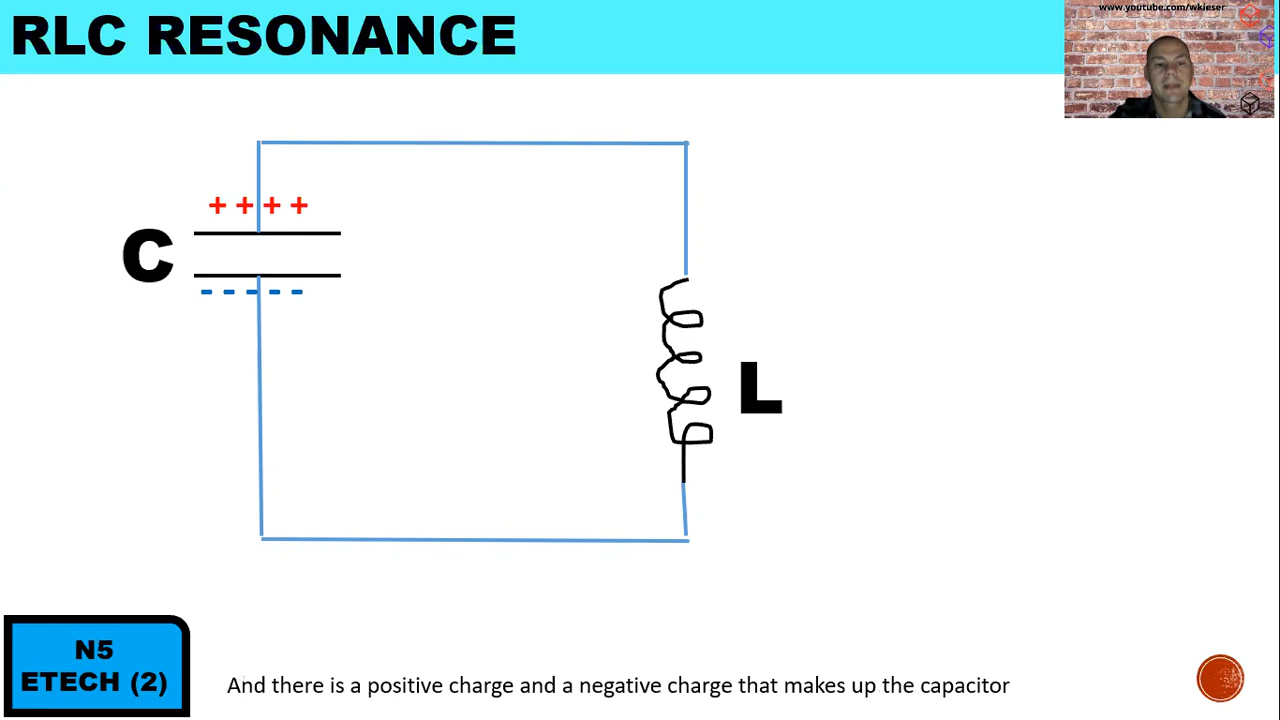 RLC RESONANCE
www.youtube.com/wkieser
+ + + +
C
- - - - -
L
N5
ETECH (2)
And there is a positive charge and a negative charge that makes up the capacitor